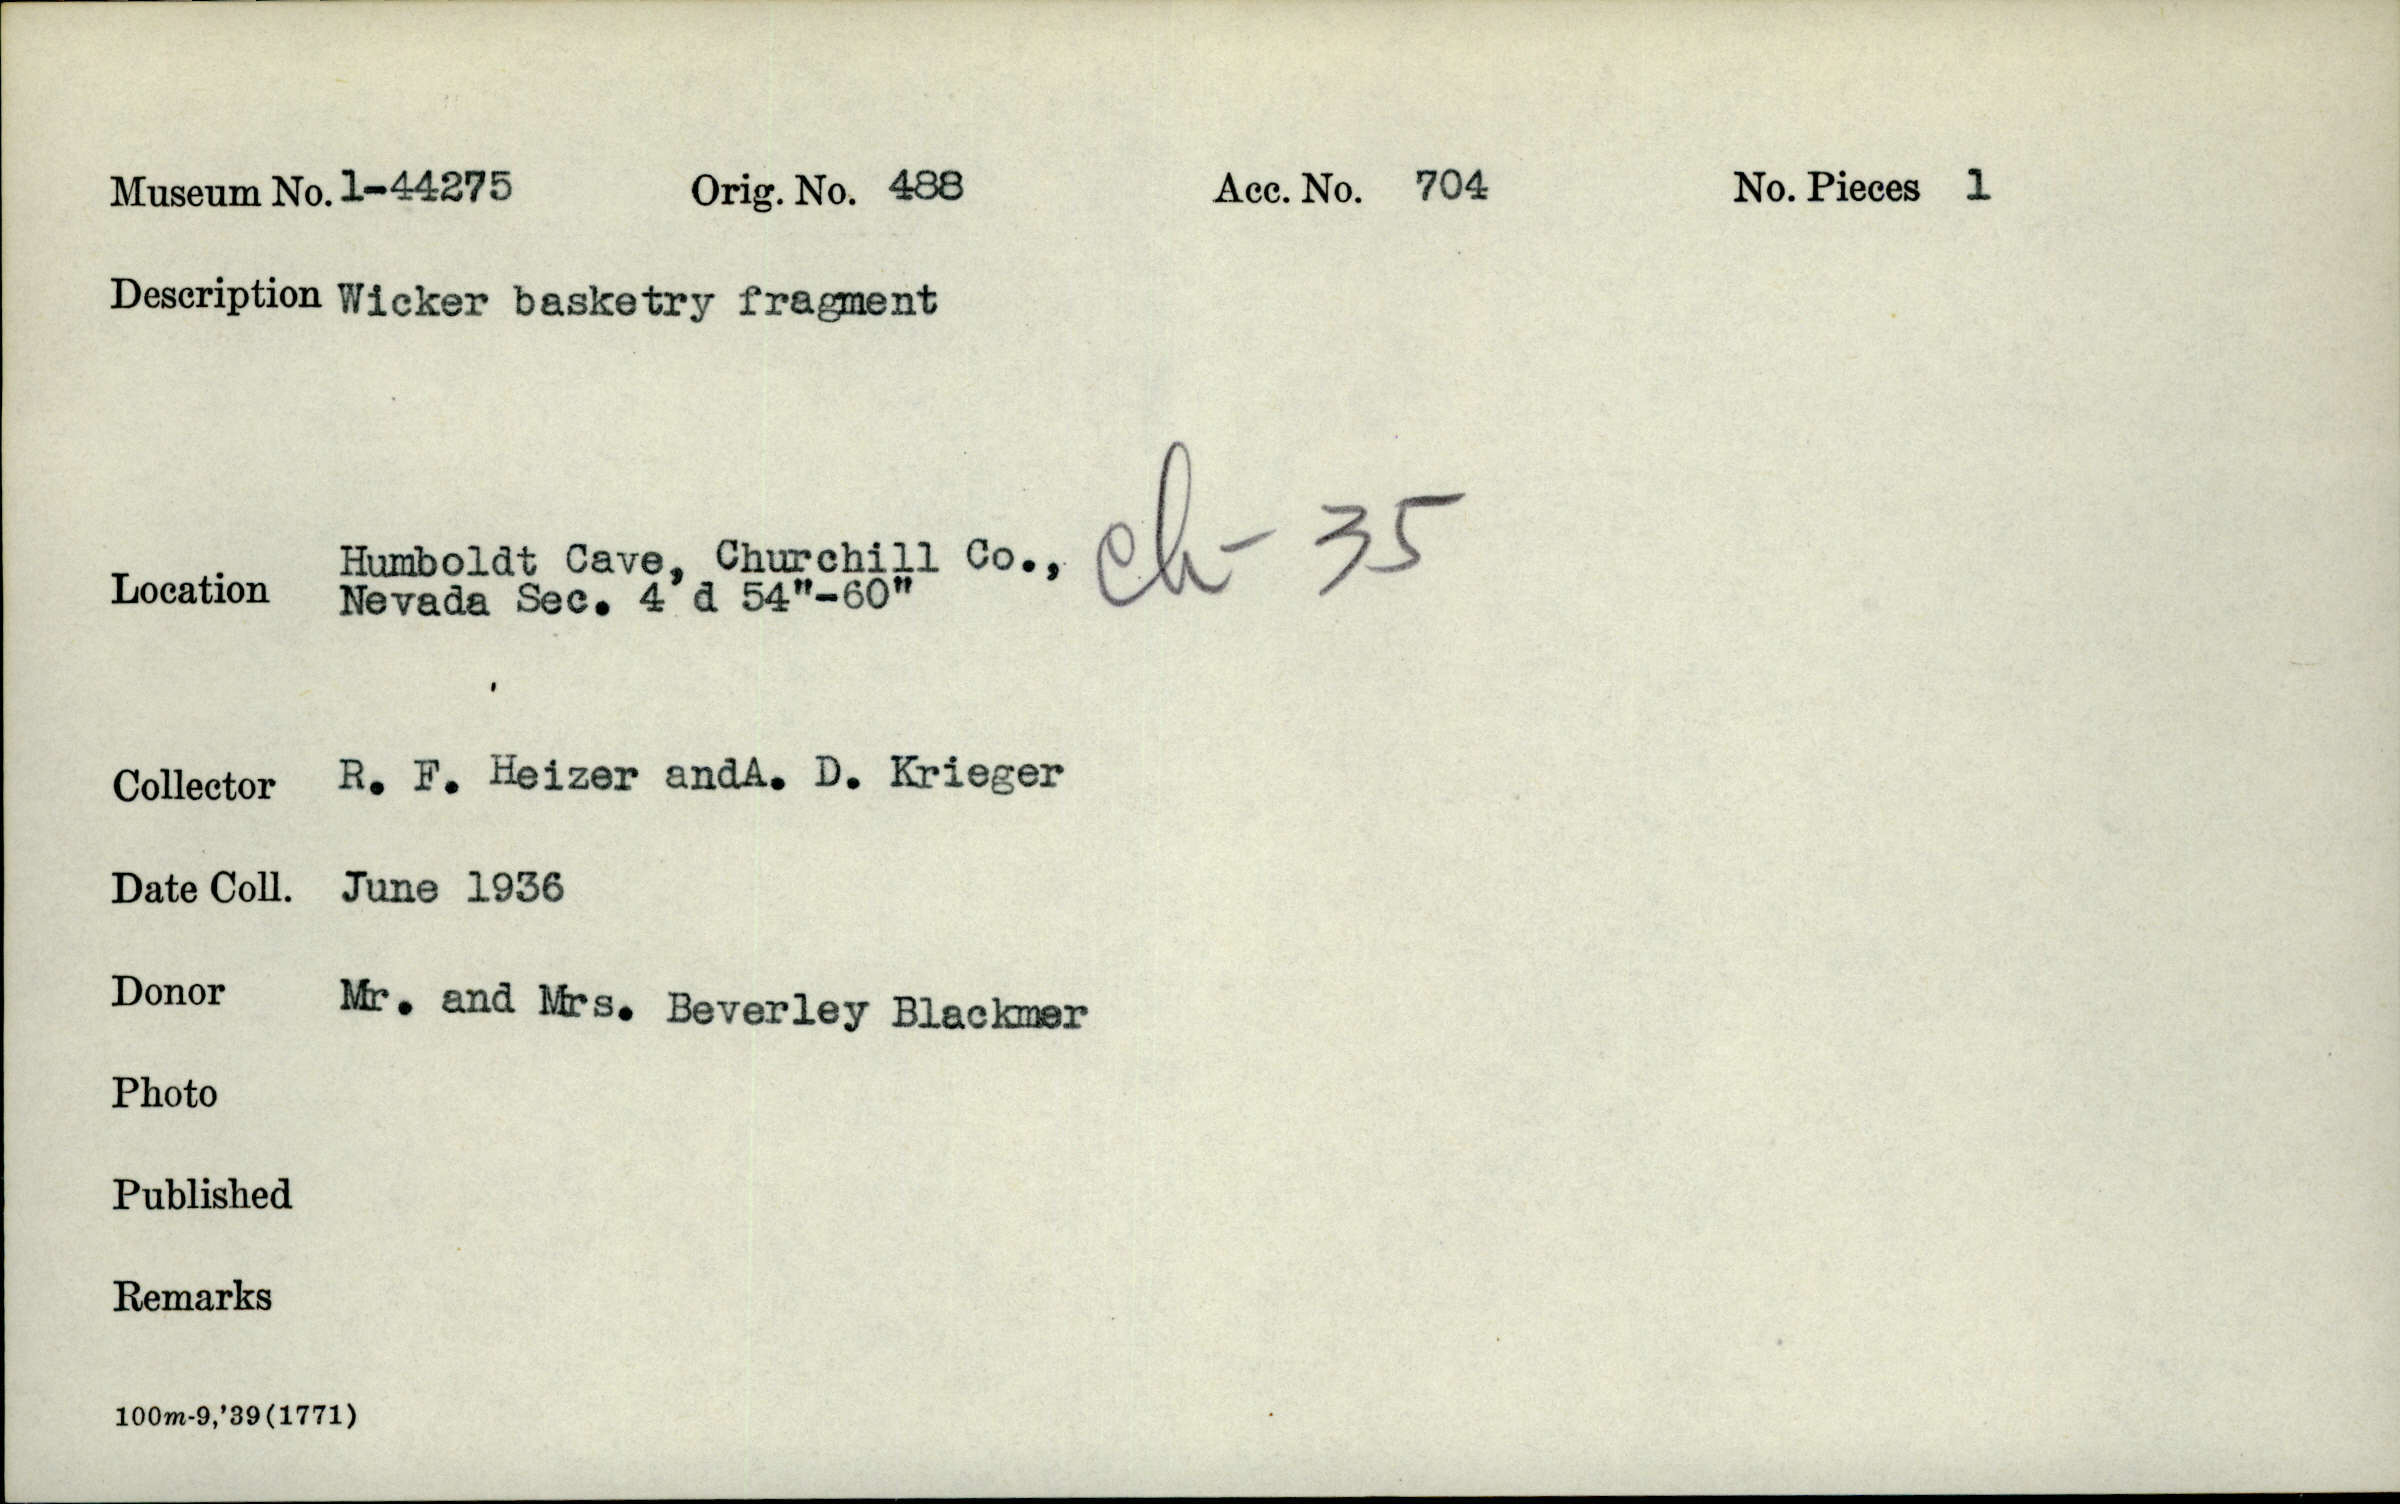 Museum No. 1-44275 Orig. No. 488 Acc. No. 704 No. Pieces 1
Description Wicker basketry fragment
Humboldt Cave, Churchill Co., Ch- 35
Location Nevada Sec. 4 d 54"-60"
Collector R. F. Heizer andA. D. Krieger
Date Coll. June 1936
Donor Mr. and Mrs. Beverley Blackmer
Photo
Published
Remarks
100m-9,'39(1771)